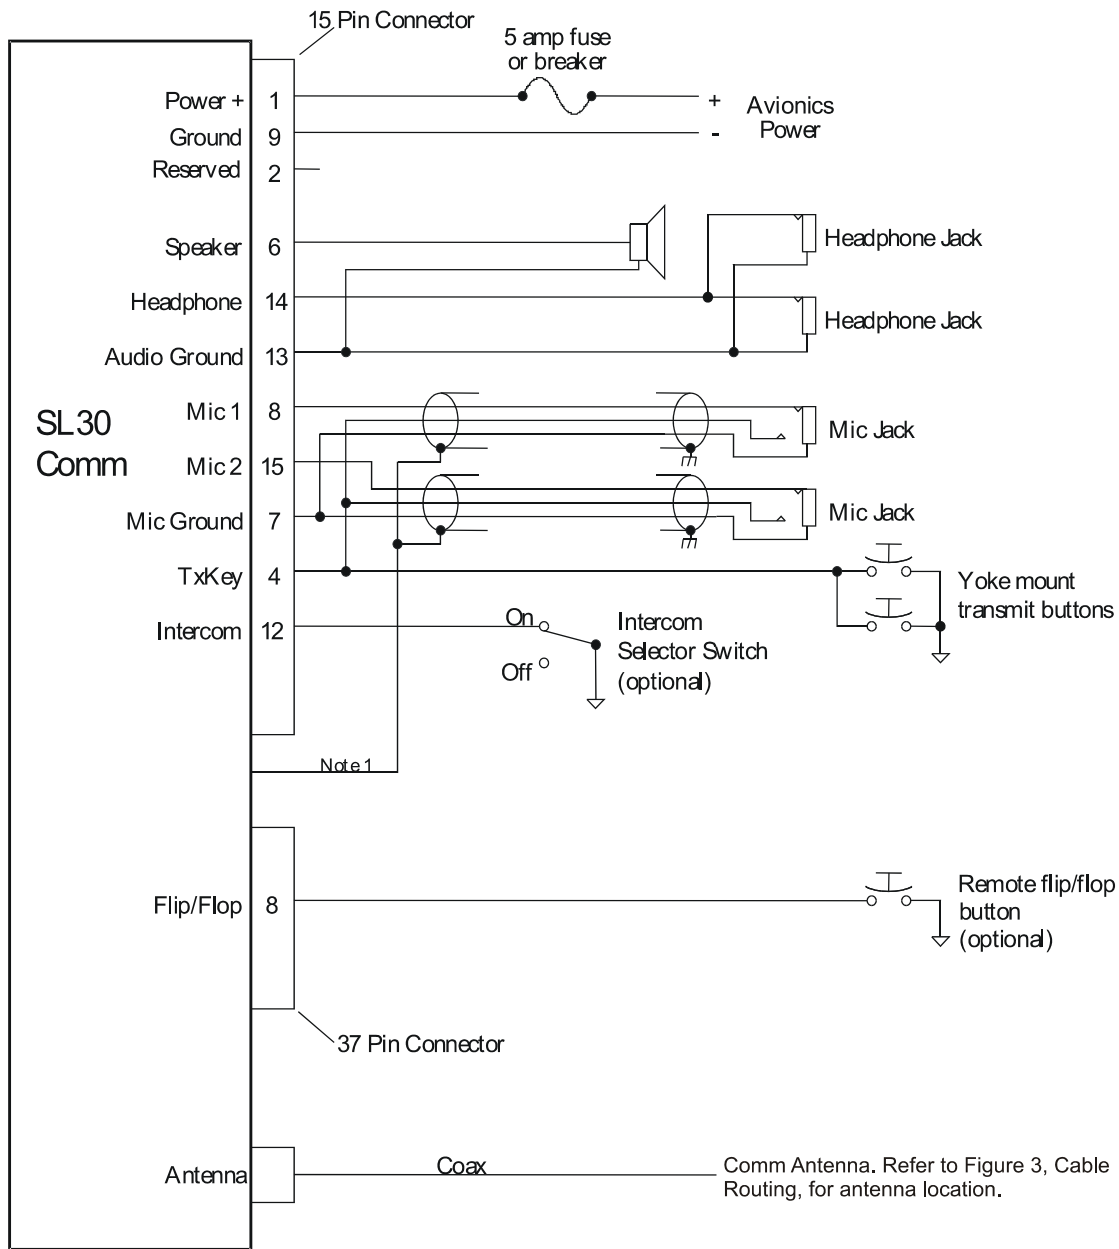 15 Pin Connector
5 amp fuse
or breaker
Power + 1
+ Avionics
- Power
Ground 9
Reserved 2
Speaker 6
Headphone Jack
Headphone 14
Headphone Jack
Audio Ground 13
SL30
Comm
Mic 1 8
Mic Jack
Mic 2 15
Mic Ground 7
Mic Jack
TxKey 4
Yoke mount
transmit buttons
Intercom 12
On
Off
Intercom
Selector Switch
(optional)
Note 1
Flip/Flop 8
Remote flip/flop
button
(optional)
37 Pin Connector
Antenna
Coax
Comm Antenna. Refer to Figure 3, Cable
Routing, for antenna location.